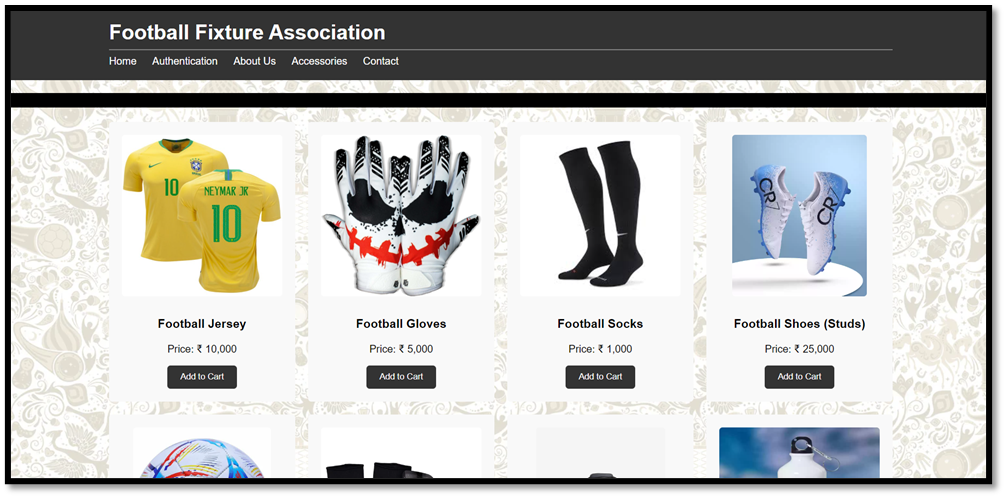 Football Fixture Association
Home Authentication About Us Accessories Contact
10
NEYMAR JR
10
CR7
CR7
Football Jersey
Price: ₹ 10,000
Add to Cart
Football Gloves
Price: ₹ 5,000
Add to Cart
Football Socks
Price: ₹ 1,000
Add to Cart
Football Shoes (Studs)
Price: ₹ 25,000
Add to Cart